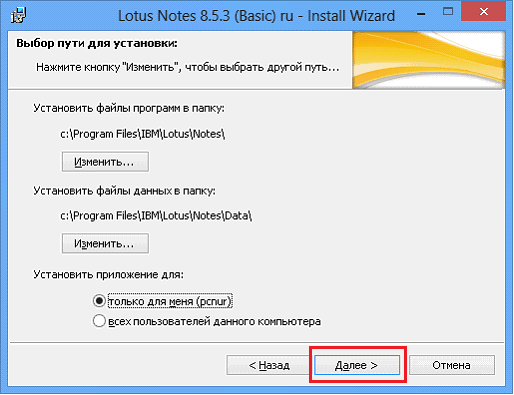 Lotus Notes 8.5.3 (Basic) ru - Install Wizard
Выбор пути для установки:
Нажмите кнопку "Изменить", чтобы выбрать другой путь...
Установить файлы программ в папку:
c:\Program Files\IBM\Lotus\Notes\
Изменить...
Установить файлы данных в папку:
c:\Program Files\IBM\Lotus\Notes\Data\
Изменить...
Установить приложение для:
только для меня (pcnur)
всех пользователей данного компьютера
< Назад Далее > Отмена